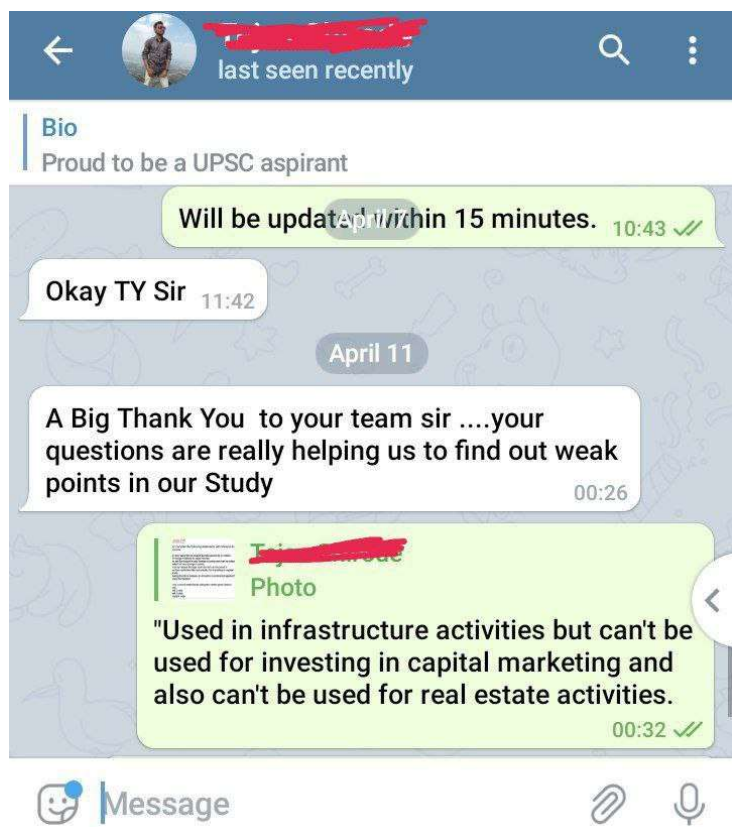 last seen recently
Bio
Proud to be a UPSC aspirant
April 7
Will be updated within 15 minutes. 10:43
Okay TY Sir 11:42
April 11
A Big Thank You to your team sir ....your
questions are really helping us to find out weak
points in our Study
00:26
Photo
"Used in infrastructure activities but can't be
used for investing in capital marketing and
also can't be used for real estate activities.
00:32
Message